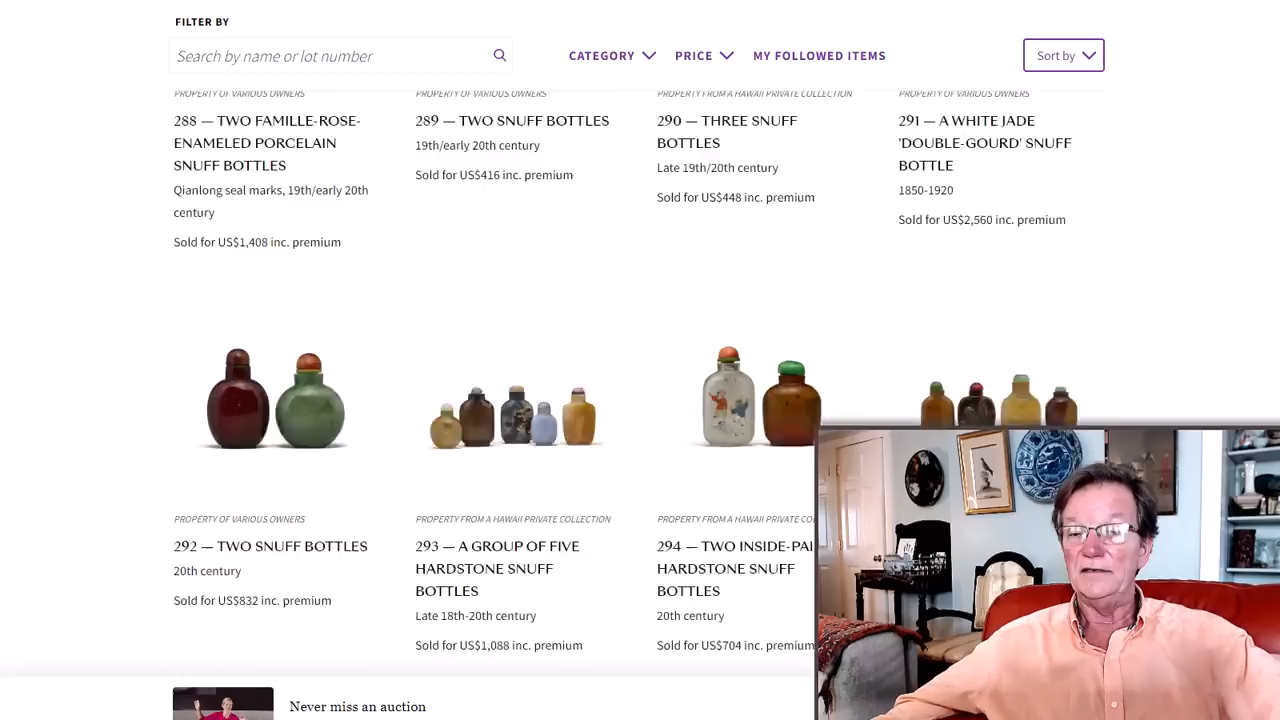 FILTER BY
Search by name or lot number
CATEGORY
PRICE
MY FOLLOWED ITEMS
Sort by
PROPERTY OF VARIOUS OWNERS
PROPERTY OF VARIOUS OWNERS
PROPERTY FROM A HAWAII PRIVATE COLLECTION
PROPERTY OF VARIOUS OWNERS
288 — TWO FAMILLE-ROSE-
ENAMELED PORCELAIN
SNUFF BOTTLES
Qianlong seal marks, 19th/early 20th
century
Sold for US$1,408 inc. premium
289 — TWO SNUFF BOTTLES
19th/early 20th century
Sold for US$416 inc. premium
290 — THREE SNUFF
BOTTLES
Late 19th/20th century
Sold for US$448 inc. premium
291 — A WHITE JADE
'DOUBLE-GOURD' SNUFF
BOTTLE
1850-1920
Sold for US$2,560 inc. premium
PROPERTY OF VARIOUS OWNERS
292 — TWO SNUFF BOTTLES
20th century
Sold for US$832 inc. premium
PROPERTY FROM A HAWAII PRIVATE COLLECTION
293 — A GROUP OF FIVE
HARDSTONE SNUFF
BOTTLES
Late 18th-20th century
Sold for US$1,088 inc. premium
PROPERTY FROM A HAWAII PRIVATE
294 — TWO INSIDE-PAI
HARDSTONE SNUFF
BOTTLES
20th century
Sold for US$704 inc. premium
Never miss an auction